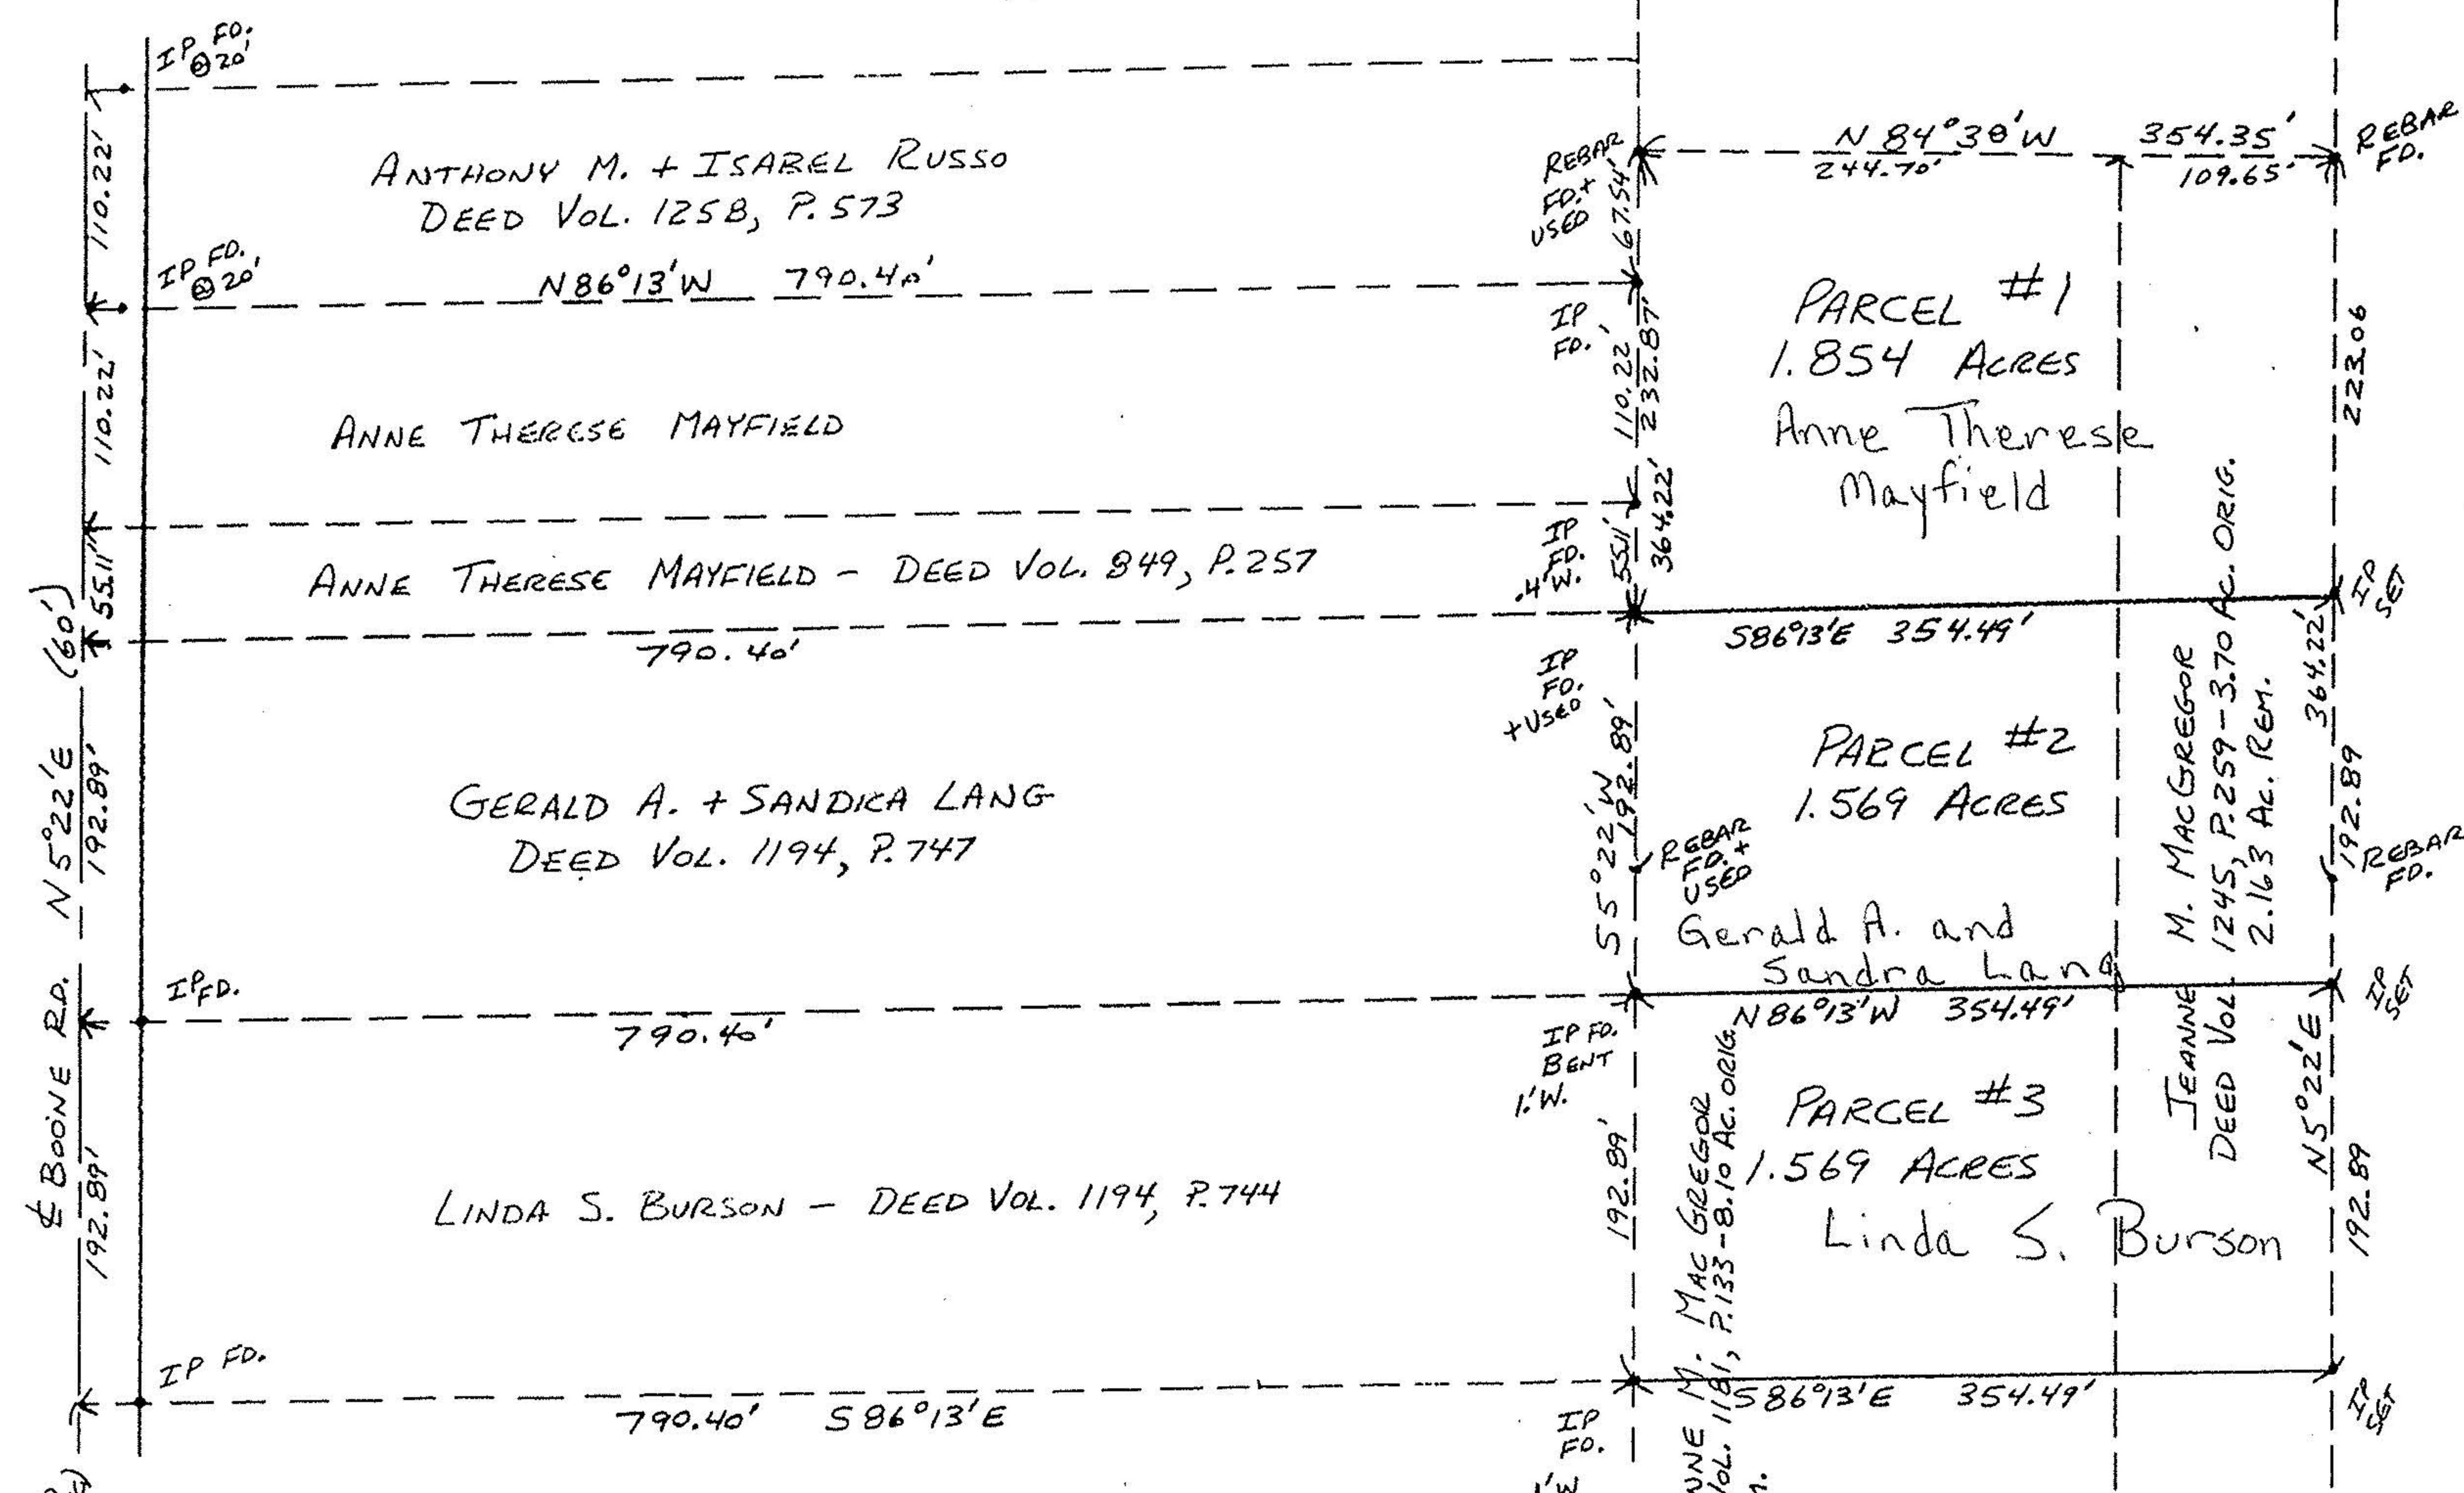 IP FD.
@20'
110.22'
ANTHONY M. + ISABEL RUSSO
DEED VOL. 1258, P. 573
REBAR
FD. +
USED
67.54'
N 84°38'W 354.35'
244.70'
109.65'
REBAR
FD.
IP FD.
@20'
N86°13'W 790.40'
IP
FD.
110.22'
ANNE THERESE MAYFIELD
110.22'
232.87'
364.22'
PARCEL #1
1.854 ACRES
Anne Therese
Mayfield
223.06
55.11'
ANNE THERESE MAYFIELD - DEED VOL. 849, P. 257
IP
FD.
.4' W.
55.11'
790.40'
S86°13'E 354.49'
IP
SET
IP
FD.
+ USED
192.89'
GERALD A. + SANDRA LANG
DEED VOL. 1194, P. 747
192.89'
S5°22'W
REBAR
FD. +
USED
PARCEL #2
1.569 ACRES
Gerald A. and
Sandra Lang
364.22'
192.89
REBAR
FD.
JEANNE M. MACGREGOR
DEED VOL. 1245, P. 259-3.70 AC. ORIG.
2.163 AC. REM.
℄ BOONE RD. N5°22'E (60')
IP FD.
790.40'
IP FD.
BENT
1.'W.
N86°13'W 354.49'
IP
SET
192.89'
LINDA S. BURSON - DEED VOL. 1194, P. 744
192.89'
PARCEL #3
1.569 ACRES
Linda S. Burson
N5°22'E
192.89
NNE M. MAC GREGOR
VOL. 1181, P. 133-8.10 AC. ORIG.
M.
IP FD.
790.40' S86°13'E
IP
FD.
1'W
S86°13'E 354.49'
IP
SET